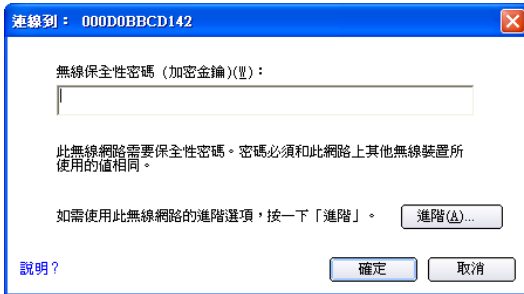 連線到： 000D0BBCD142
無線保全性密碼 (加密金鑰)(W)：
此無線網路需要保全性密碼。密碼必須和此網路上其他無線裝置所
使用的值相同。
如需使用此無線網路的進階選項，按一下「進階」。 進階(A)...
說明？ 確定 取消